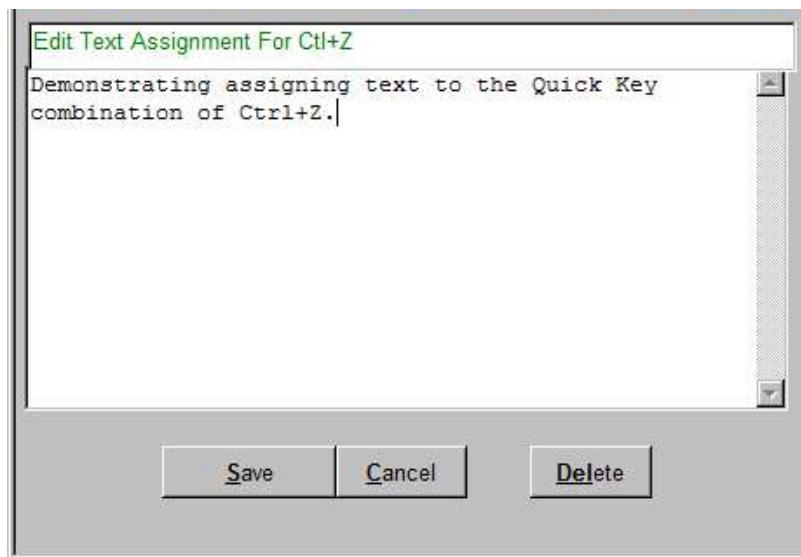 Edit Text Assignment For Ctl+Z
Demonstrating assigning text to the Quick Key
combination of Ctrl+Z.
Save Cancel Delete